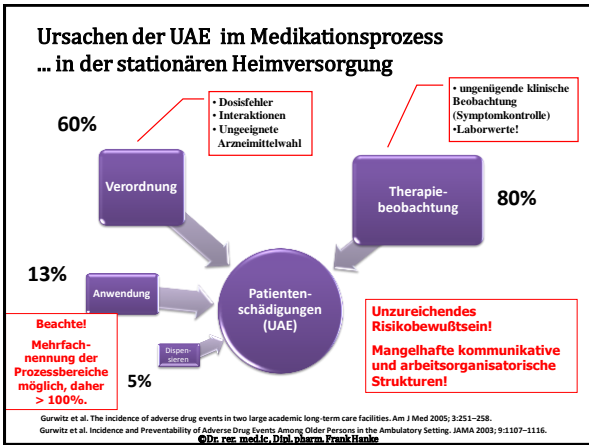 Ursachen der UAE im Medikationsprozess
... in der stationären Heimversorgung
60%
• Dosisfehler
• Interaktionen
• Ungeeignete
Arzneimittelwahl
• ungenügende klinische
Beobachtung
(Symptomkontrolle)
• Laborwerte!
Verordnung
Therapie-
beobachtung
80%
13%
Anwendung
Patienten-
schädigungen
(UAE)
Beachte!
Mehrfach-
nennung der
Prozessbereiche
möglich, daher
> 100%.
Dispen-
sieren
5%
Unzureichendes
Risikobewußtsein!
Mangelhafte kommunikative
und arbeitsorganisatorische
Strukturen!
Gurwitz et al. The incidence of adverse drug events in two large academic long-term care facilities. Am J Med 2005; 3:251–258.
Gurwitz et al. Incidence and Preventability of Adverse Drug Events Among Older Persons in the Ambulatory Setting. JAMA 2003; 9:1107–1116.
©Dr. rer. medic, Dipl. pharm. Frank Hanke